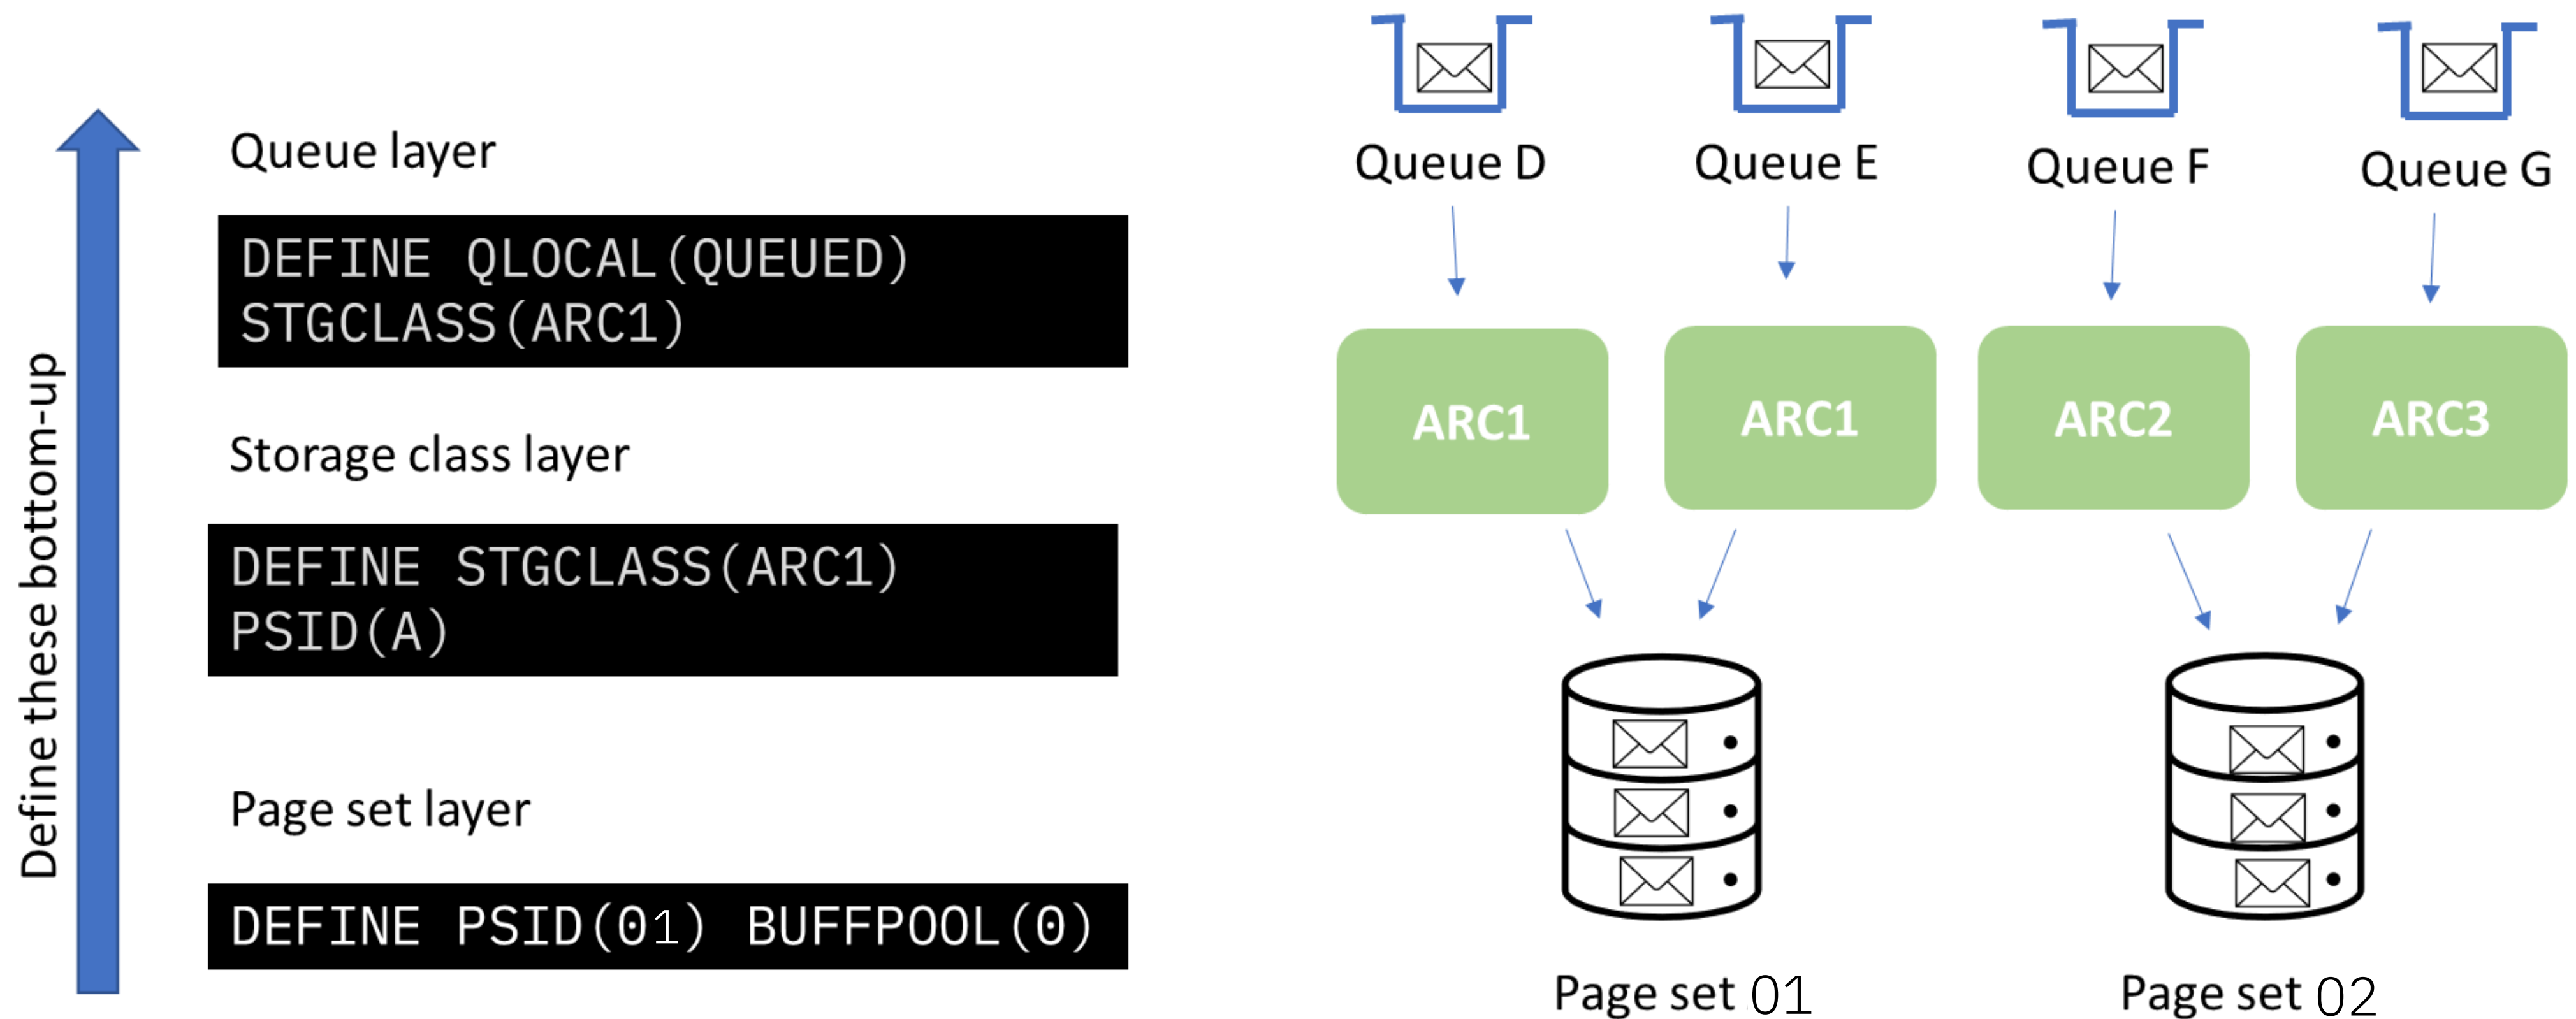 Define these bottom-up
Queue layer
DEFINE QLOCAL(QUEUED)
STGCLASS(ARC1)
Storage class layer
DEFINE STGCLASS(ARC1)
PSID(A)
Page set layer
DEFINE PSID(01) BUFFPOOL(0)
Queue D
Queue E
Queue F
Queue G
ARC1
ARC1
ARC2
ARC3
Page set 01
Page set 02